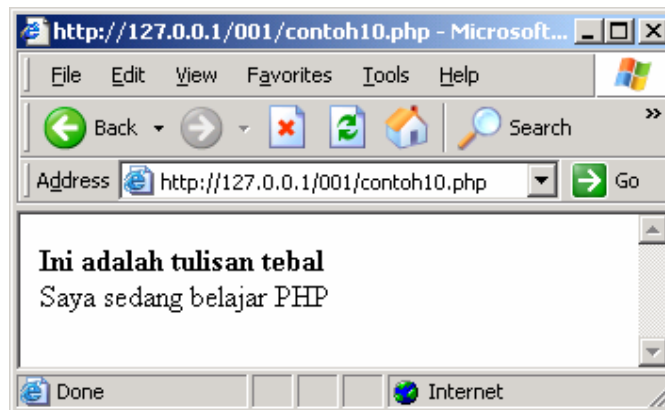 http://127.0.0.1/001/contoh10.php - Microsoft...
File Edit View Favorites Tools Help
Back Search »
Address http://127.0.0.1/001/contoh10.php Go
Ini adalah tulisan tebal
Saya sedang belajar PHP
Done Internet